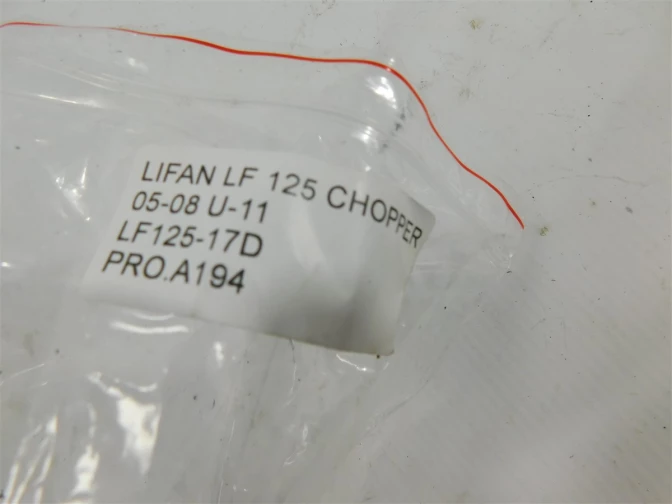 LIFAN LF 125 CHOPPER
05-08 U-11
LF125-17D
PRO.A194